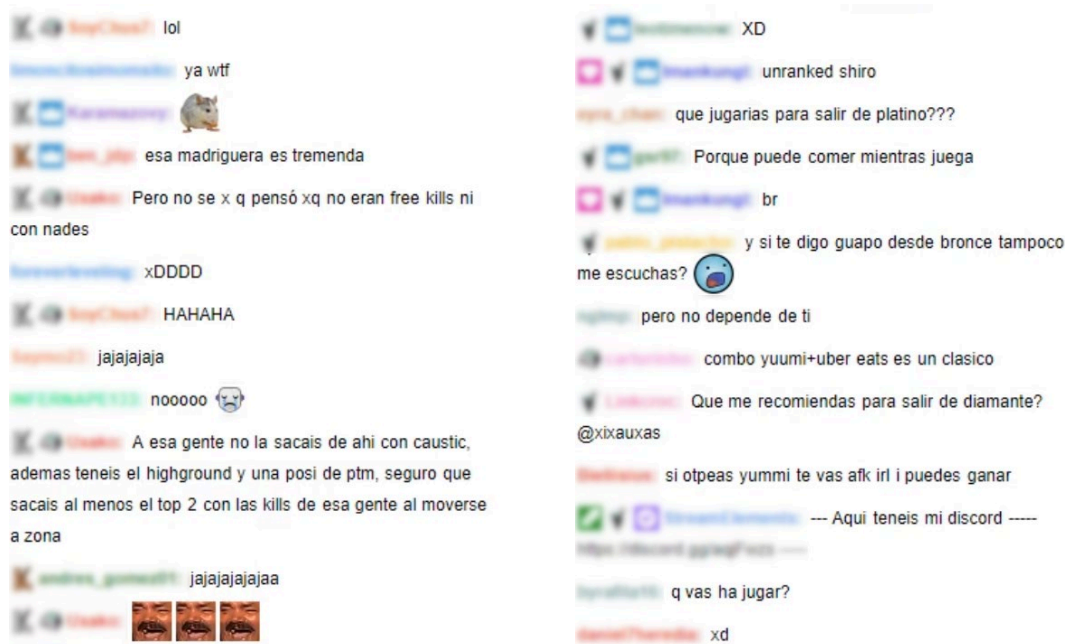 lol
ya wtf
esa madriguera es tremenda
Pero no se x q pensó xq no eran free kills ni
con nades
xDDDD
HAHAHA
jajajajaja
nooooo
A esa gente no la sacais de ahi con caustic,
ademas teneis el highground y una posi de ptm, seguro que
sacais al menos el top 2 con las kills de esa gente al moverse
a zona
jajajajajajaa
XD
unranked shiro
que jugarias para salir de platino???
Porque puede comer mientras juega
br
y si te digo guapo desde bronce tampoco
me escuchas?
pero no depende de ti
combo yuumi+uber eats es un clasico
Que me recomiendas para salir de diamante?
@xixauxas
si otpeas yummi te vas afk irl i puedes ganar
--- Aqui teneis mi discord -----
q vas ha jugar?
xd